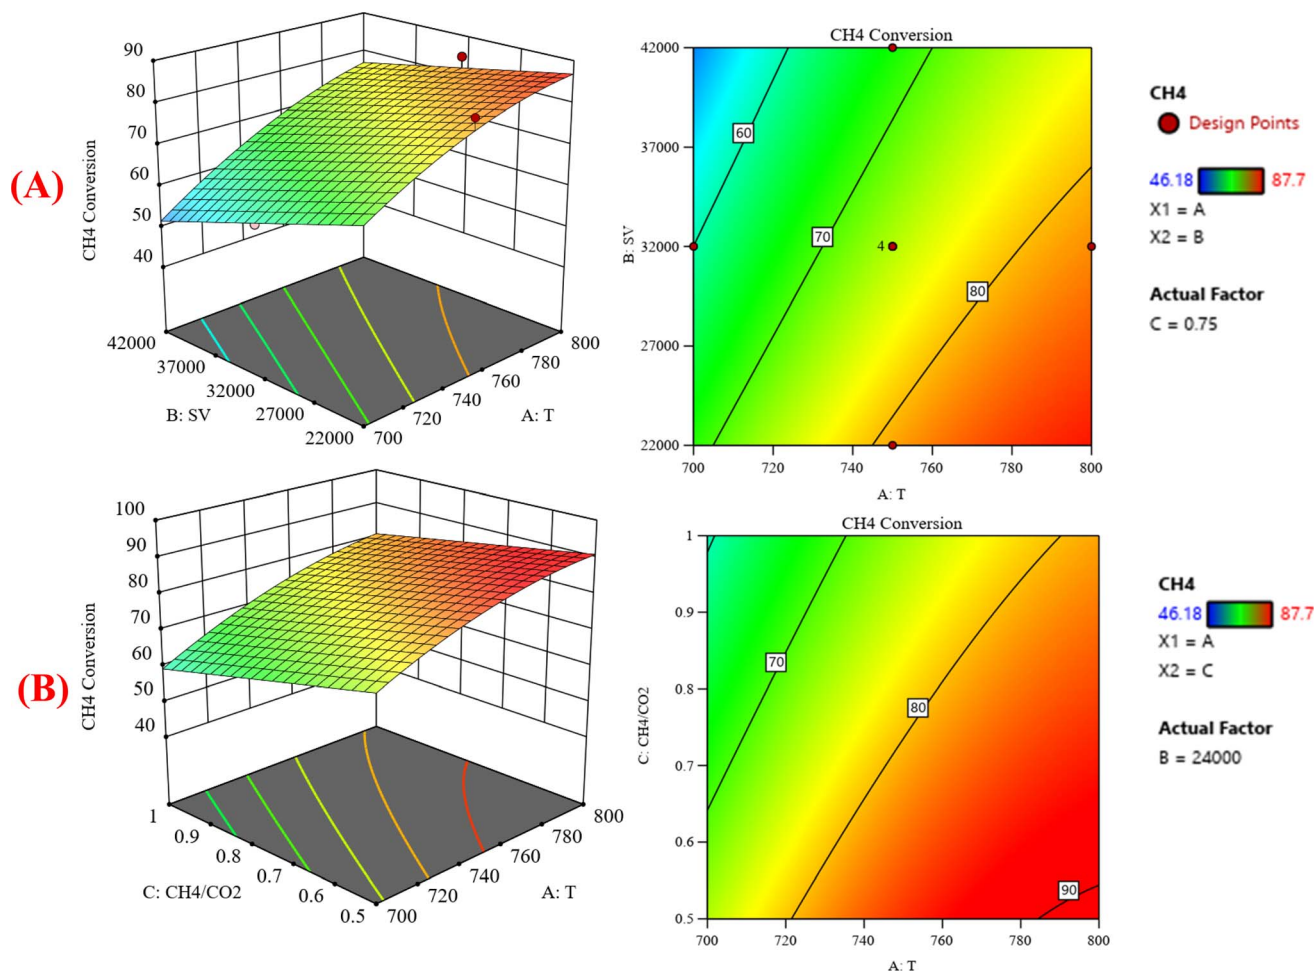 (A)
90
80
70
60
50
40
CH4 Conversion
42000
37000
32000
27000
22000
B: SV
700
720
740
760
780
800
A: T
CH4 Conversion
42000
37000
32000
27000
22000
B: SV
60
70
4
80
700
720
740
760
780
800
A: T
CH4
Design Points
46.18 87.7
X1 = A
X2 = B
Actual Factor
C = 0.75
(B)
100
90
80
70
60
50
40
CH4 Conversion
1
0.9
0.8
0.7
0.6
0.5
C: CH4/CO2
700
720
740
760
780
800
A: T
CH4 Conversion
1
0.9
0.8
0.7
0.6
0.5
C: CH4/CO2
70
80
90
700
720
740
760
780
800
A: T
CH4
46.18 87.7
X1 = A
X2 = C
Actual Factor
B = 24000